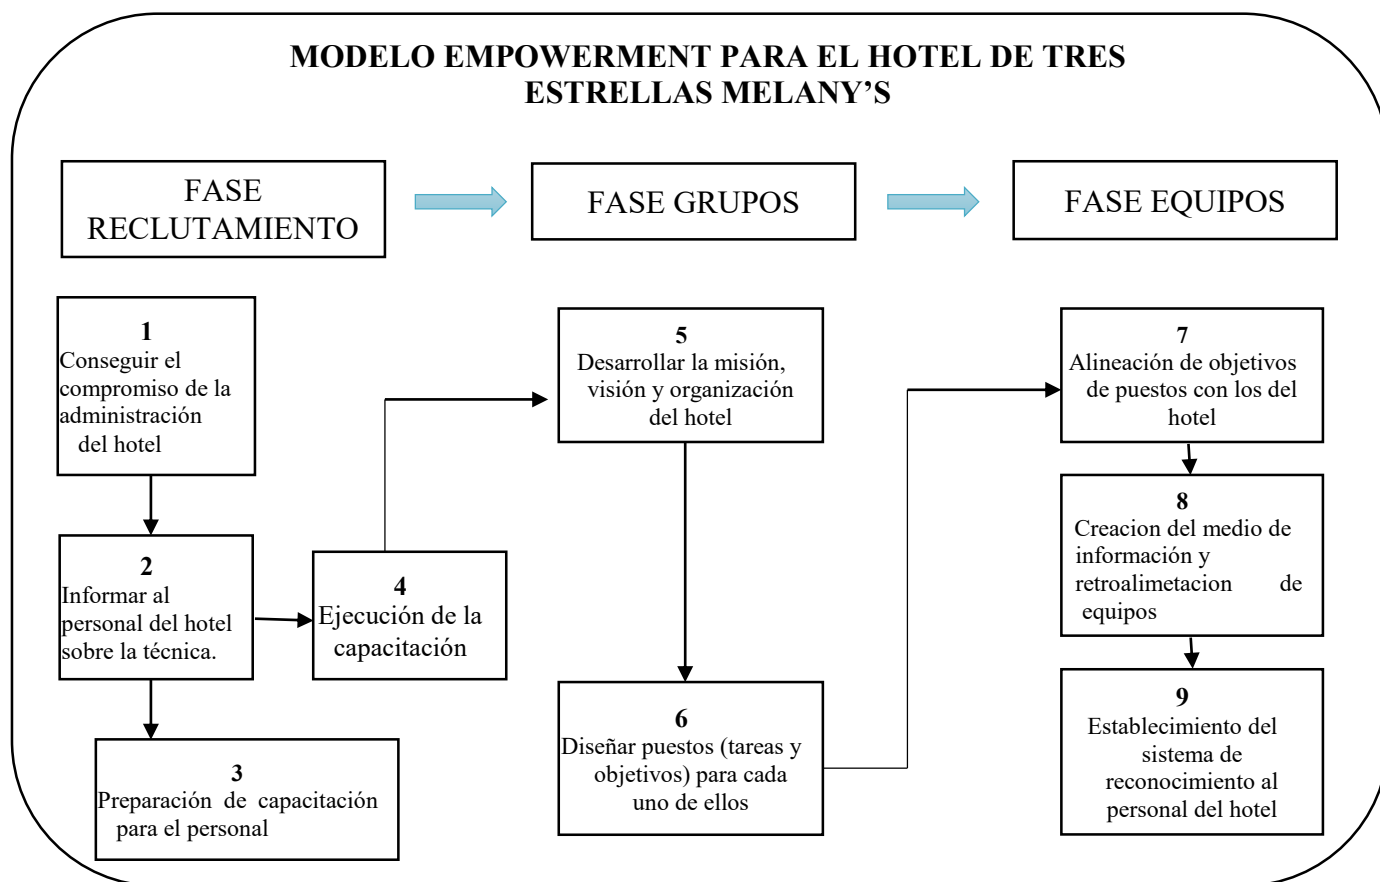 MODELO EMPOWERMENT PARA EL HOTEL DE TRES
ESTRELLAS MELANY’S
FASE
RECLUTAMIENTO
FASE GRUPOS
FASE EQUIPOS
1
Conseguir el
compromiso de la
administración
del hotel
2
Informar al
personal del hotel
sobre la técnica.
3
Preparación de capacitación
para el personal
4
Ejecución de la
capacitación
5
Desarrollar la misión,
visión y organización
del hotel
6
Diseñar puestos (tareas y
objetivos) para cada
uno de ellos
7
Alineación de objetivos
de puestos con los del
hotel
8
Creacion del medio de
información y
retroalimetacion de
equipos
9
Establecimiento del
sistema de
reconocimiento al
personal del hotel